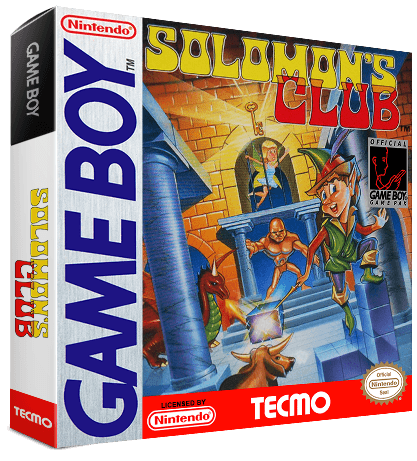 GAME BOY
SOLOMON'S
CLUB
TECMO
Nintendo
GAME BOY
TM
SOLOMON'S
CLUB
TM
OFFICIAL
GAME BOY
GAME PAK
LICENSED BY
Nintendo
TECMO
Official
Nintendo
Seal